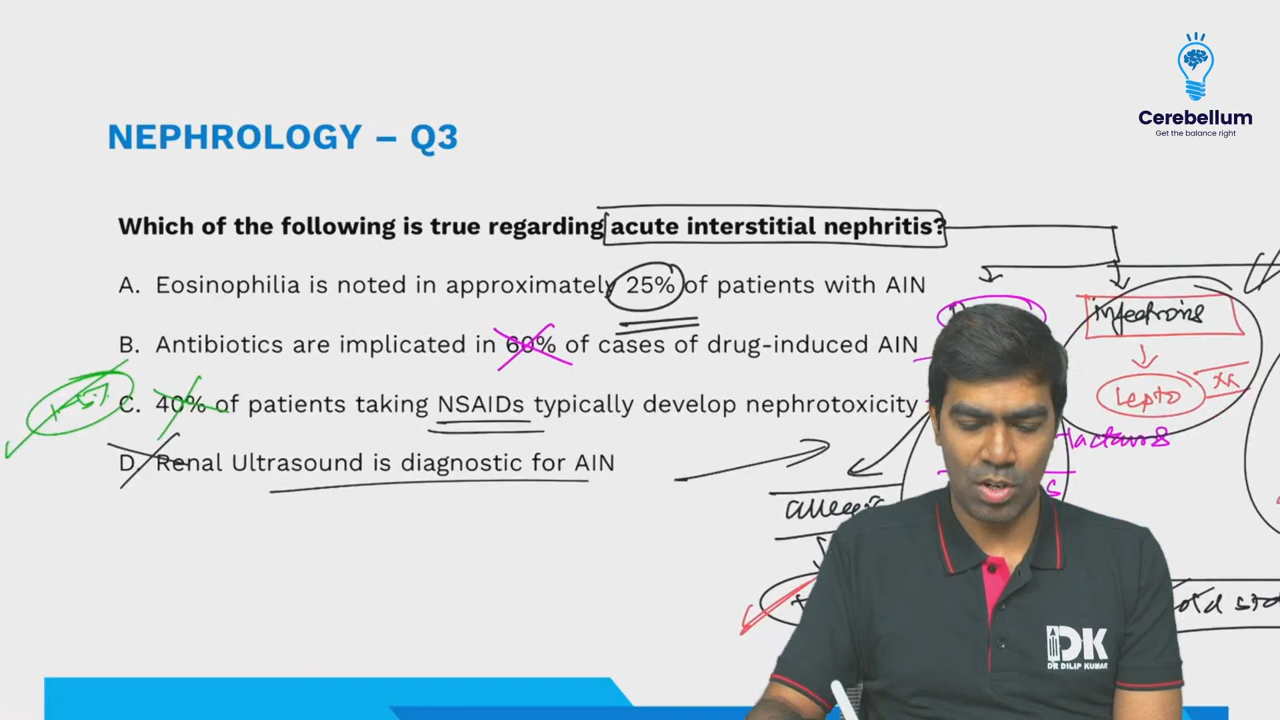 Cerebellum
Get the balance right
NEPHROLOGY – Q3
Which of the following is true regarding acute interstitial nephritis?
A. Eosinophilia is noted in approximately 25% of patients with AIN
B. Antibiotics are implicated in 60% of cases of drug-induced AIN
C. 40% of patients taking NSAIDs typically develop nephrotoxicity
D. Renal Ultrasound is diagnostic for AIN
infections
Lepto
lactams
DK
DR DILIP KUMAR